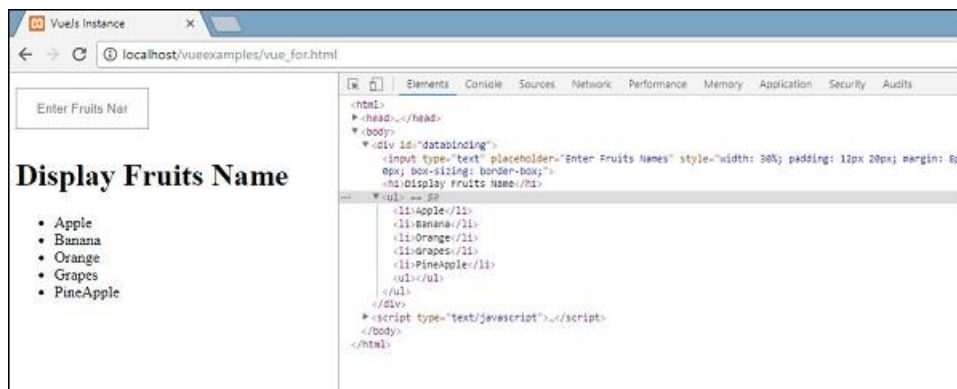 VueJs Instance
localhost/vueexamples/vue_for.html
Enter Fruits Nar
Display Fruits Name
• Apple
• Banana
• Orange
• Grapes
• PineApple
Elements Console Sources Network Performance Memory Application Security Audits
<html>
▶ <head>…</head>
▼ <body>
▼ <div id="databinding">
<input type="text" placeholder="Enter Fruits Names" style="width: 30%; padding: 12px 20px; margin: 8p
0px; box-sizing: border-box;">
<h1>Display Fruits Name</h1>
… ▼ <ul> == $0
<li>Apple</li>
<li>Banana</li>
<li>Orange</li>
<li>Grapes</li>
<li>PineApple</li>
<ul></ul>
</ul>
</div>
▶ <script type="text/javascript">…</script>
</body>
</html>